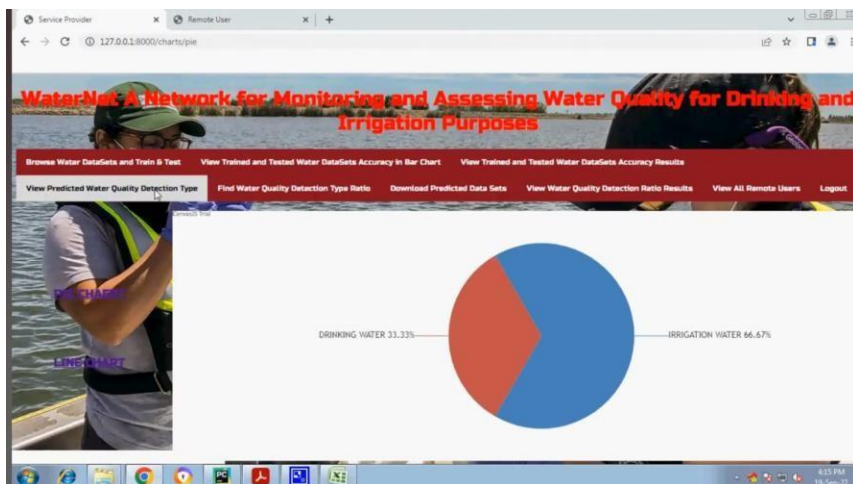 Service Provider
Remote User
127.0.0.1:8000/charts/pie
WaterNet A Network for Monitoring and Assessing Water Quality for Drinking and
Irrigation Purposes
Browse Water DataSets and Train & Test View Trained and Tested Water DataSets Accuracy in Bar Chart View Trained and Tested Water DataSets Accuracy Results
View Predicted Water Quality Detection Type Find Water Quality Detection Type Ratio Download Predicted Data Sets View Water Quality Detection Ratio Results View All Remote Users Logout
CanvasJS Trial
PIE CHART
DRINKING WATER 33.33%
IRRIGATION WATER 66.67%
LINE CHART
PC
4:15 PM
19-Sep-22